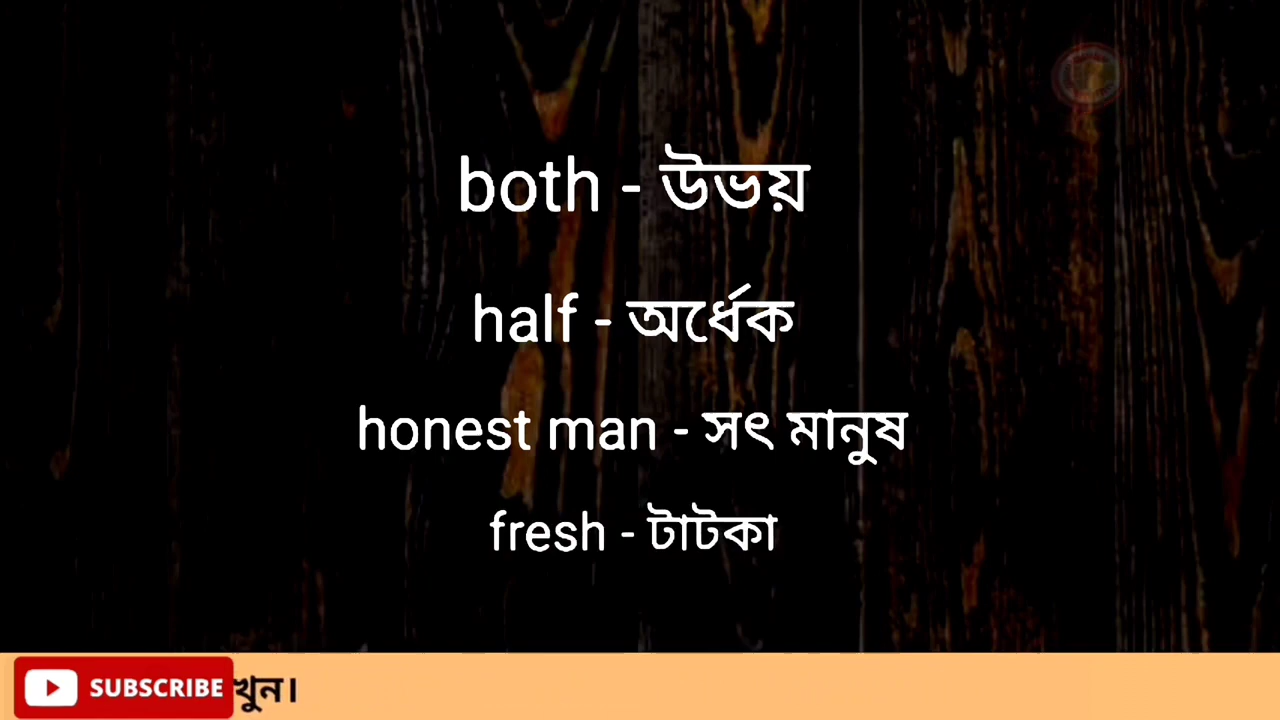 both - উভয়
half - অর্ধেক
honest man - সৎ মানুষ
fresh - টাটকা
SUBSCRIBE